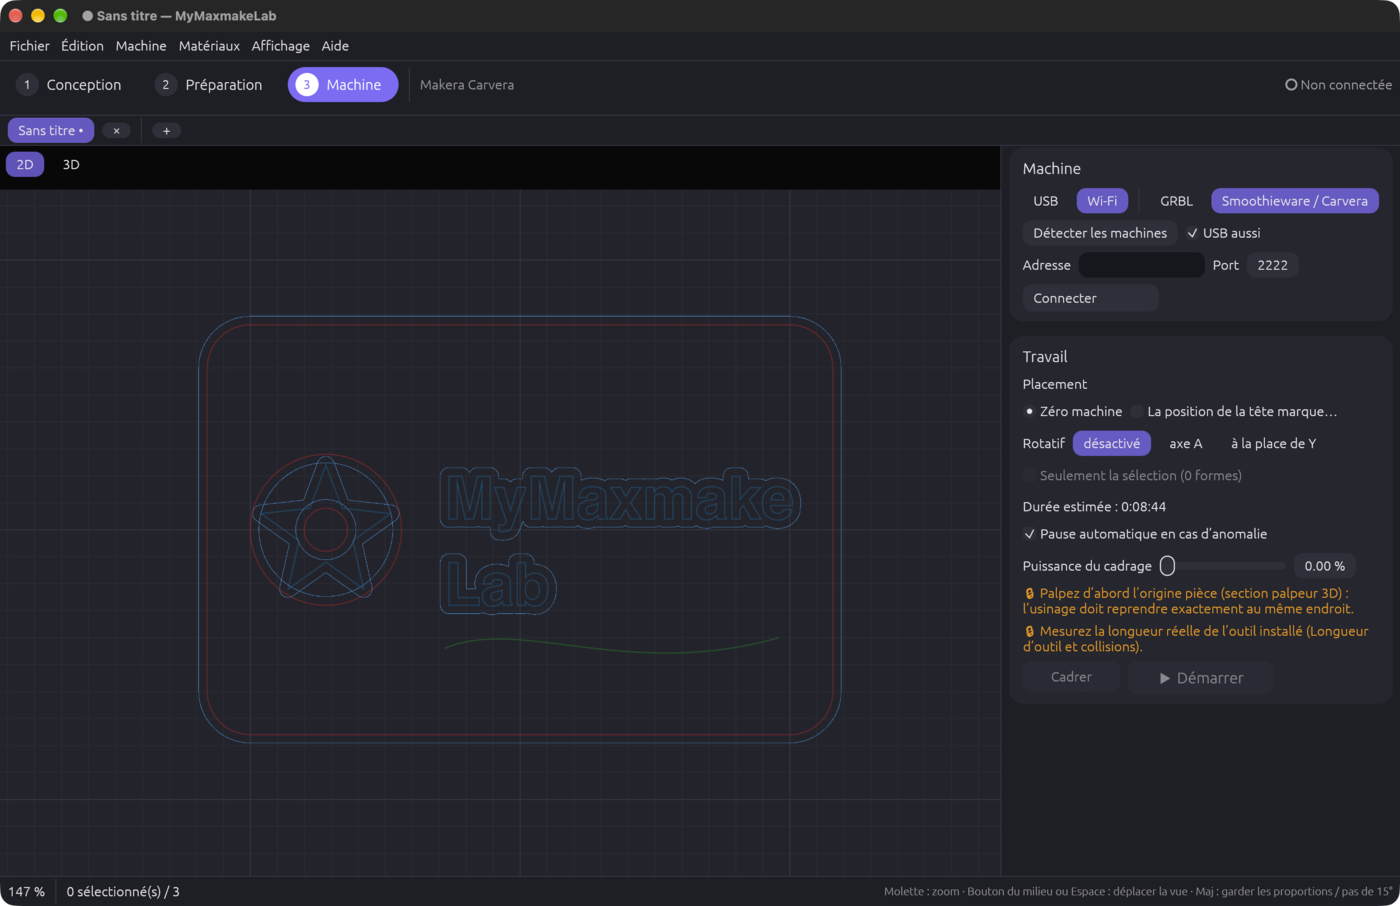 Sans titre — MyMaxmakeLab
Fichier Édition Machine Matériaux Affichage Aide
1 Conception 2 Préparation 3 Machine Makera Carvera Non connectée
Sans titre • × +
2D 3D
Machine
USB Wi-Fi GRBL Smoothieware / Carvera
Détecter les machines USB aussi
Adresse Port 2222
Connecter
Travail
Placement
Zéro machine La position de la tête marque…
Rotatif désactivé axe A à la place de Y
Seulement la sélection (0 formes)
Durée estimée : 0:08:44
Pause automatique en cas d’anomalie
Puissance du cadrage 0.00 %
Palpez d’abord l’origine pièce (section palpeur 3D) :
l’usinage doit reprendre exactement au même endroit.
Mesurez la longueur réelle de l’outil installé (Longueur
d’outil et collisions).
Cadrer Démarrer
MyMaxmake
Lab
147 % 0 sélectionné(s) / 3 Molette : zoom · Bouton du milieu ou Espace : déplacer la vue · Maj : garder les proportions / pas de 15°